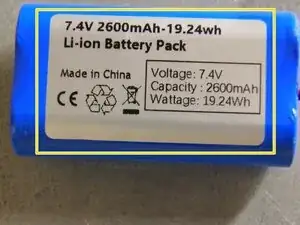 7.4V 2600mAh-19.24wh
Li-ion Battery Pack
Made in China
CE
Voltage: 7.4V
Capacity : 2600mAh
Wattage: 19.24Wh